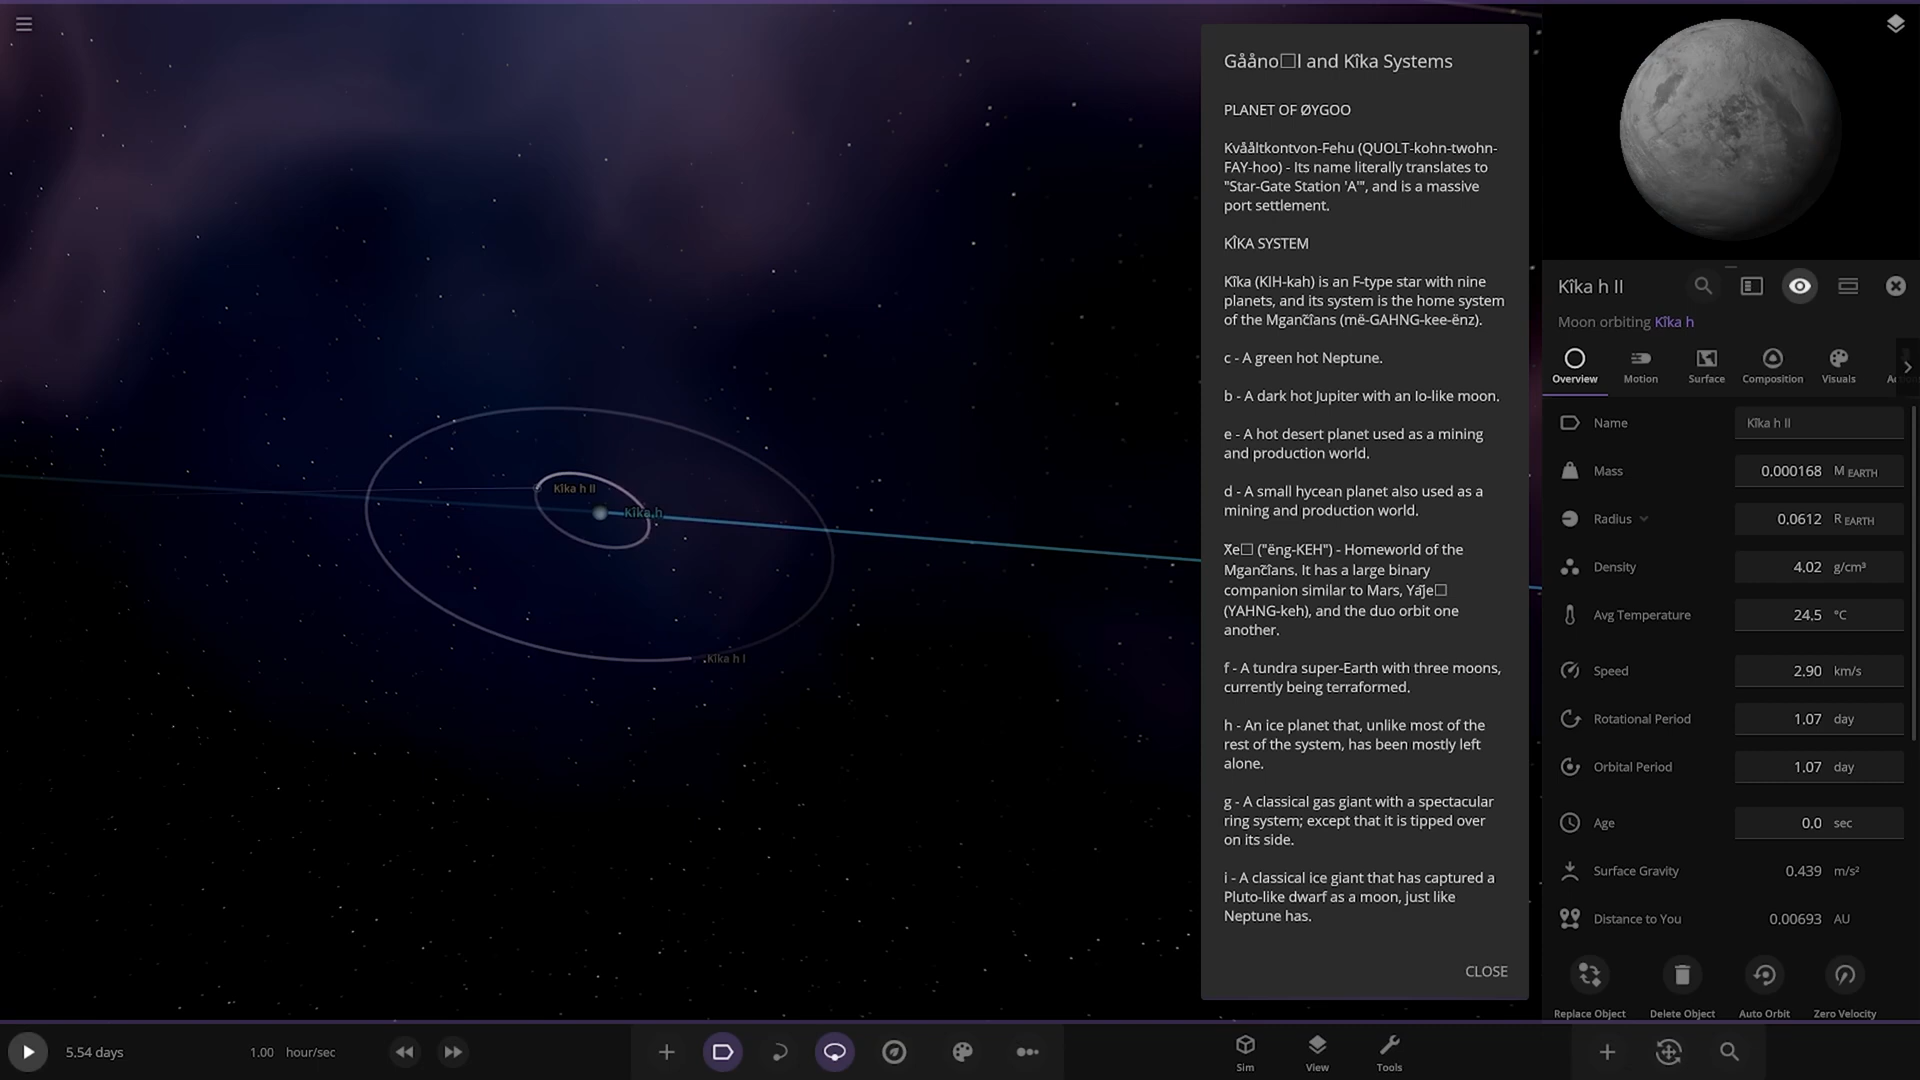 Gååno□l and Kîka Systems
PLANET OF ØYGOO
Kvååltkontvon-Fehu (QUOLT-kohn-twohn-
FAY-hoo) - Its name literally translates to
"Star-Gate Station 'A'", and is a massive
port settlement.
KÎKA SYSTEM
Kîka (KIH-kah) is an F-type star with nine
planets, and its system is the home system
of the Mganc̃îans (më-GAHNG-kee-ënz).
c - A green hot Neptune.
b - A dark hot Jupiter with an Io-like moon.
e - A hot desert planet used as a mining
and production world.
d - A small hycean planet also used as a
mining and production world.
X̃e□ ("ëng-KEH") - Homeworld of the
Mganc̃îans. It has a large binary
companion similar to Mars, Yaj̃e□
(YAHNG-keh), and the duo orbit one
another.
f - A tundra super-Earth with three moons,
currently being terraformed.
h - An ice planet that, unlike most of the
rest of the system, has been mostly left
alone.
g - A classical gas giant with a spectacular
ring system; except that it is tipped over
on its side.
i - A classical ice giant that has captured a
Pluto-like dwarf as a moon, just like
Neptune has.
CLOSE
Kîka h II
Kîka h
Kîka h I
Kîka h II
Moon orbiting Kîka h
Overview
Motion
Surface
Composition
Visuals
Name Kîka h II
Mass 0.000168 M EARTH
Radius 0.0612 R EARTH
Density 4.02 g/cm³
Avg Temperature 24.5 °C
Speed 2.90 km/s
Rotational Period 1.07 day
Orbital Period 1.07 day
Age 0.0 sec
Surface Gravity 0.439 m/s²
Distance to You 0.00693 AU
Replace Object
Delete Object
Auto Orbit
Zero Velocity
5.54 days
1.00 hour/sec
Sim
View
Tools